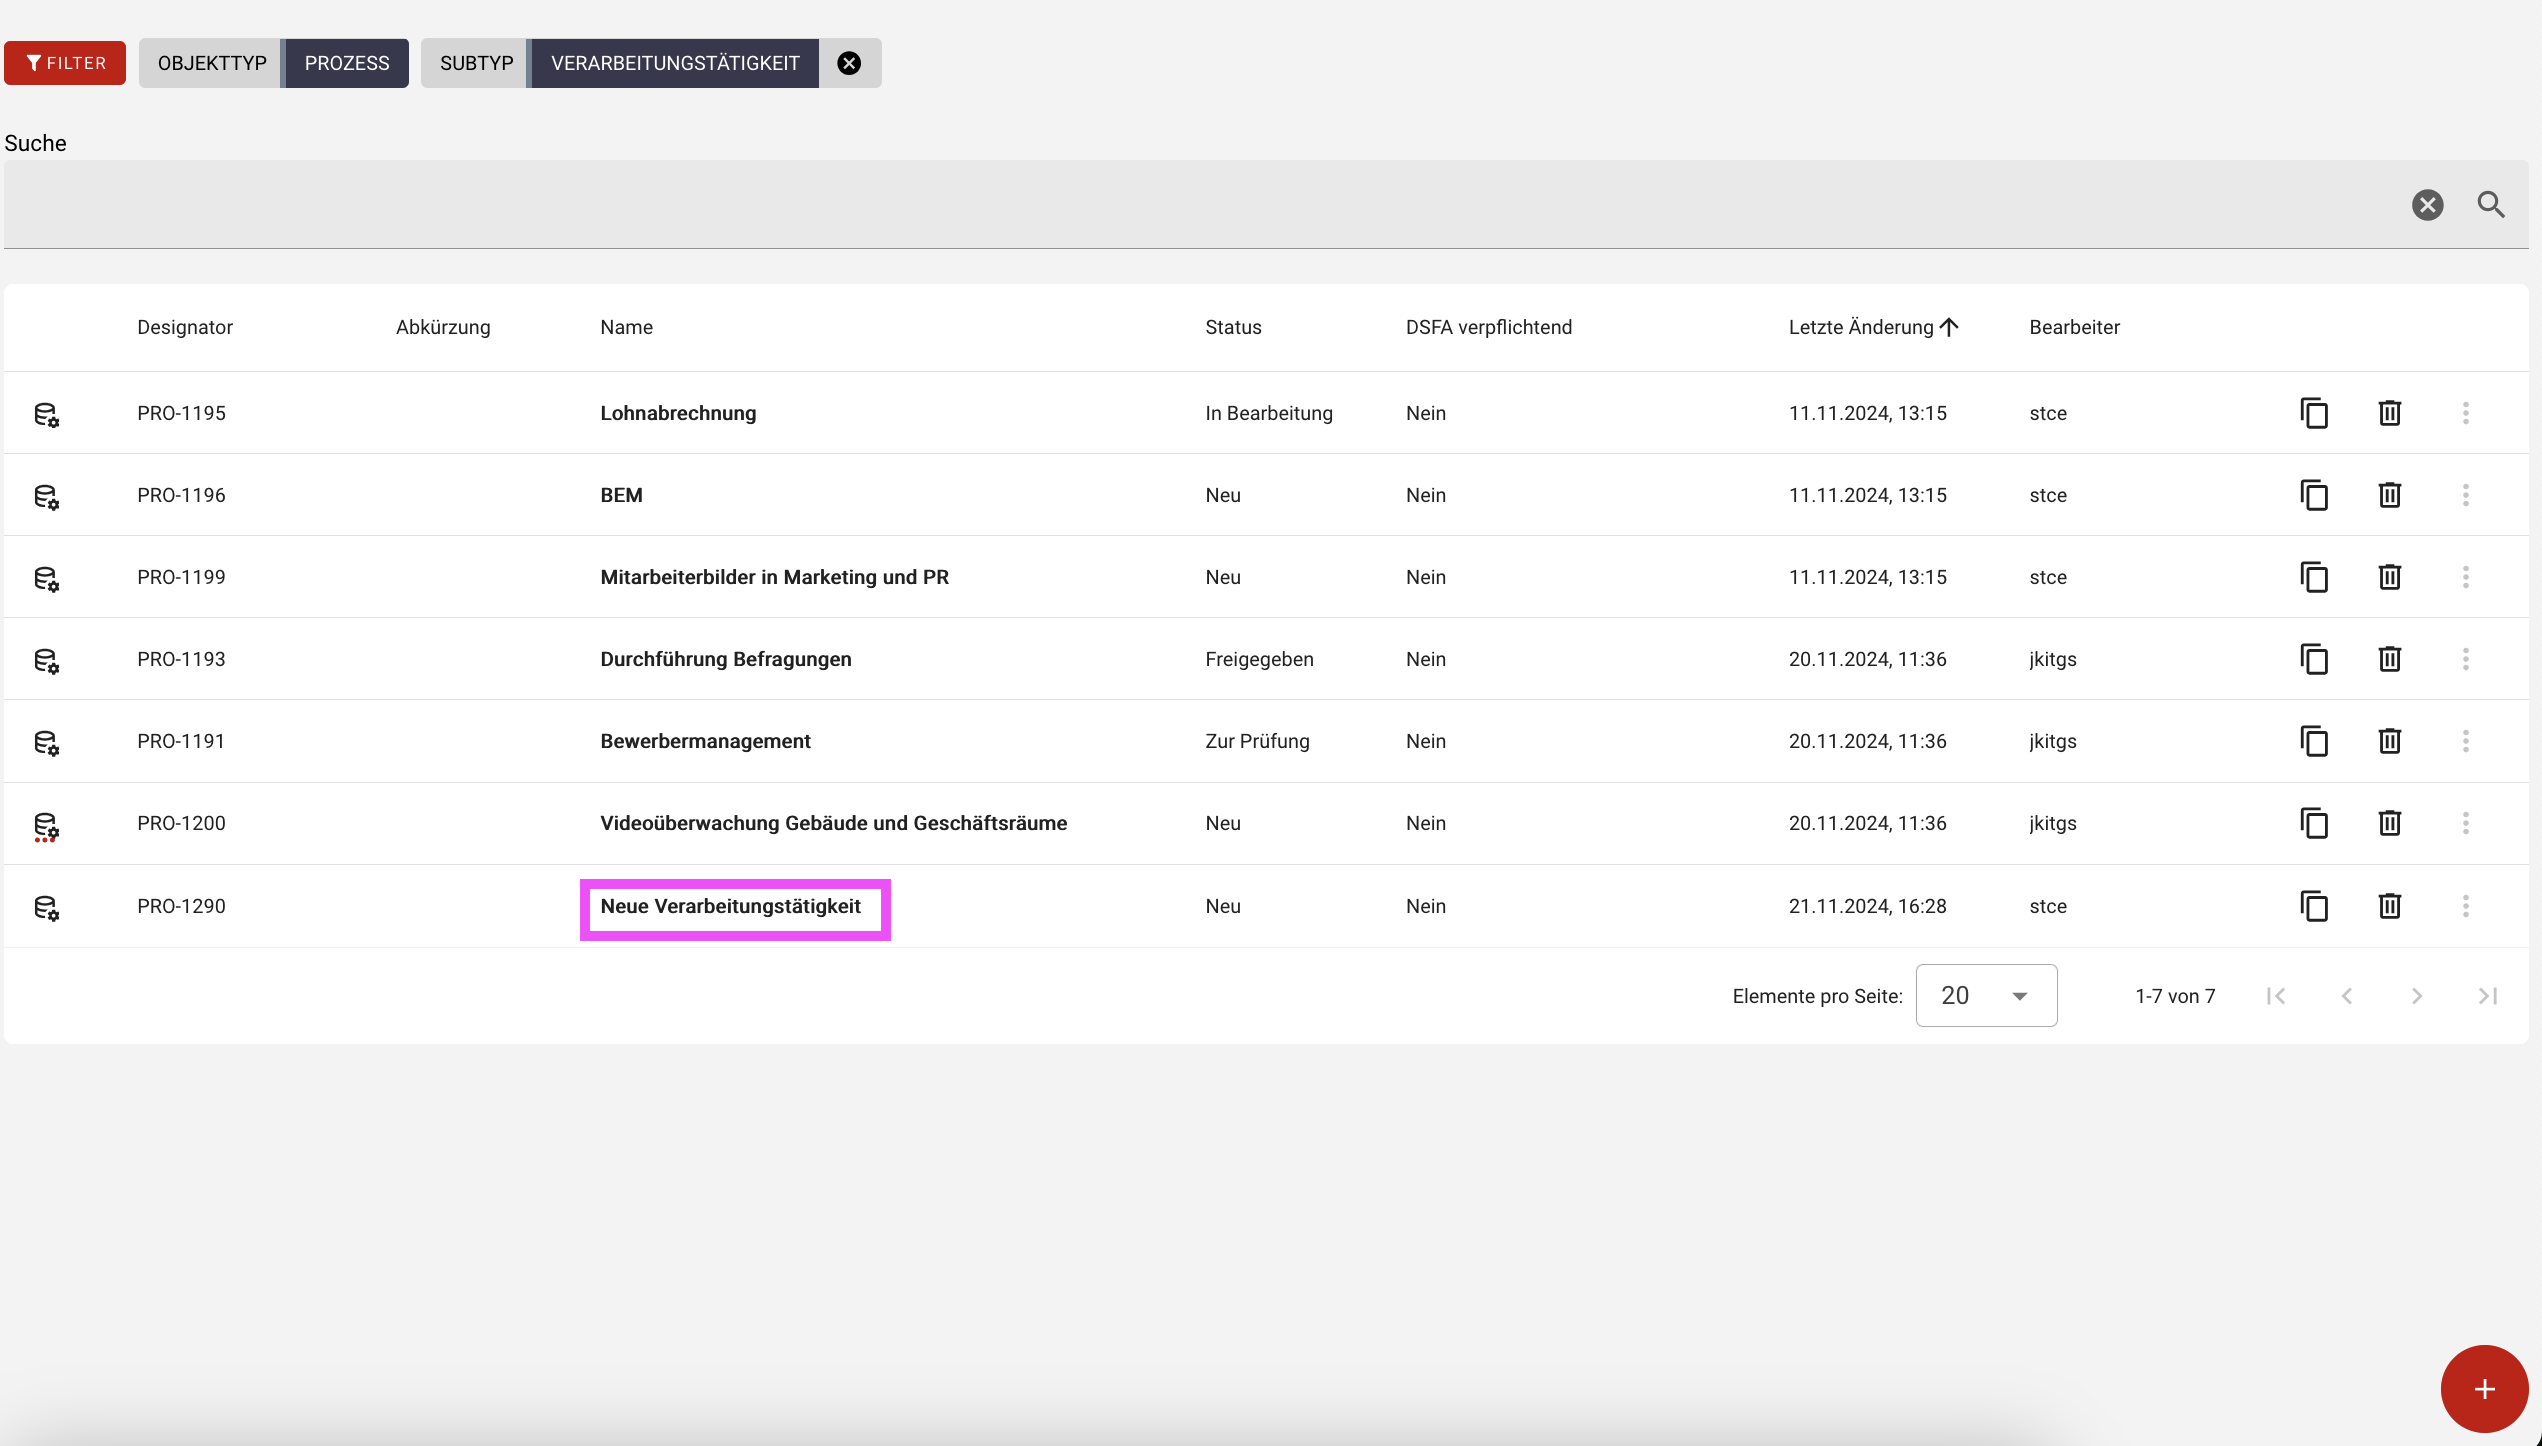 FILTER OBJEKTTYP PROZESS SUBTYP VERARBEITUNGSTÄTIGKEIT
Suche
Designator Abkürzung Name Status DSFA verpflichtend Letzte Änderung Bearbeiter
PRO-1195 Lohnabrechnung In Bearbeitung Nein 11.11.2024, 13:15 stce
PRO-1196 BEM Neu Nein 11.11.2024, 13:15 stce
PRO-1199 Mitarbeiterbilder in Marketing und PR Neu Nein 11.11.2024, 13:15 stce
PRO-1193 Durchführung Befragungen Freigegeben Nein 20.11.2024, 11:36 jkitgs
PRO-1191 Bewerbermanagement Zur Prüfung Nein 20.11.2024, 11:36 jkitgs
PRO-1200 Videoüberwachung Gebäude und Geschäftsräume Neu Nein 20.11.2024, 11:36 jkitgs
PRO-1290 Neue Verarbeitungstätigkeit Neu Nein 21.11.2024, 16:28 stce
Elemente pro Seite: 20 1-7 von 7